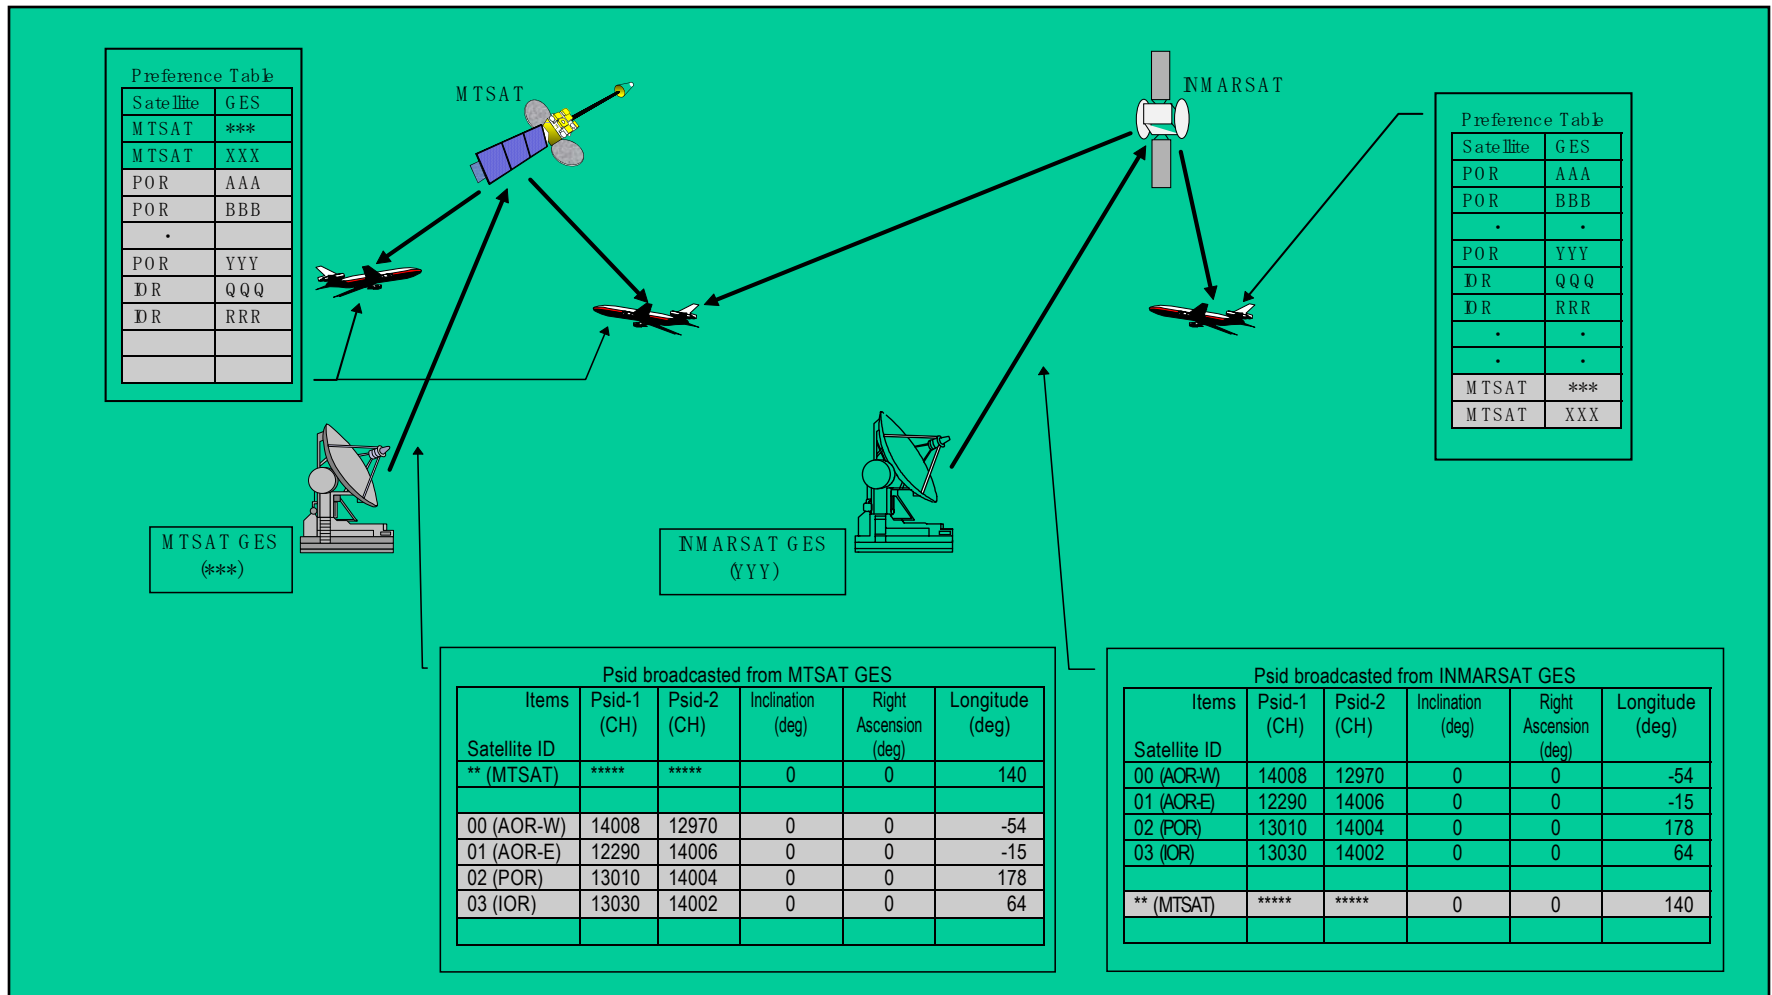 Preference Table
Satellite GES
MTSAT ***
MTSAT XXX
POR AAA
POR BBB
・
POR YYY
IOR QQQ
IOR RRR
MTSAT
INMARSAT
Preference Table
Satellite GES
POR AAA
POR BBB
・ ・
POR YYY
IOR QQQ
IOR RRR
・ ・
・ ・
MTSAT ***
MTSAT XXX
MTSAT GES
(***)
INMARSAT GES
(YYY)
Psid broadcasted from MTSAT GES
Items Psid-1 Psid-2 Inclination Right Longitude
(CH) (CH) (deg) Ascension (deg)
Satellite ID (deg)
** (MTSAT) ***** ***** 0 0 140
00 (AOR-W) 14008 12970 0 0 -54
01 (AOR-E) 12290 14006 0 0 -15
02 (POR) 13010 14004 0 0 178
03 (IOR) 13030 14002 0 0 64
Psid broadcasted from INMARSAT GES
Items Psid-1 Psid-2 Inclination Right Longitude
(CH) (CH) (deg) Ascension (deg)
Satellite ID (deg)
00 (AOR-W) 14008 12970 0 0 -54
01 (AOR-E) 12290 14006 0 0 -15
02 (POR) 13010 14004 0 0 178
03 (IOR) 13030 14002 0 0 64
** (MTSAT) ***** ***** 0 0 140